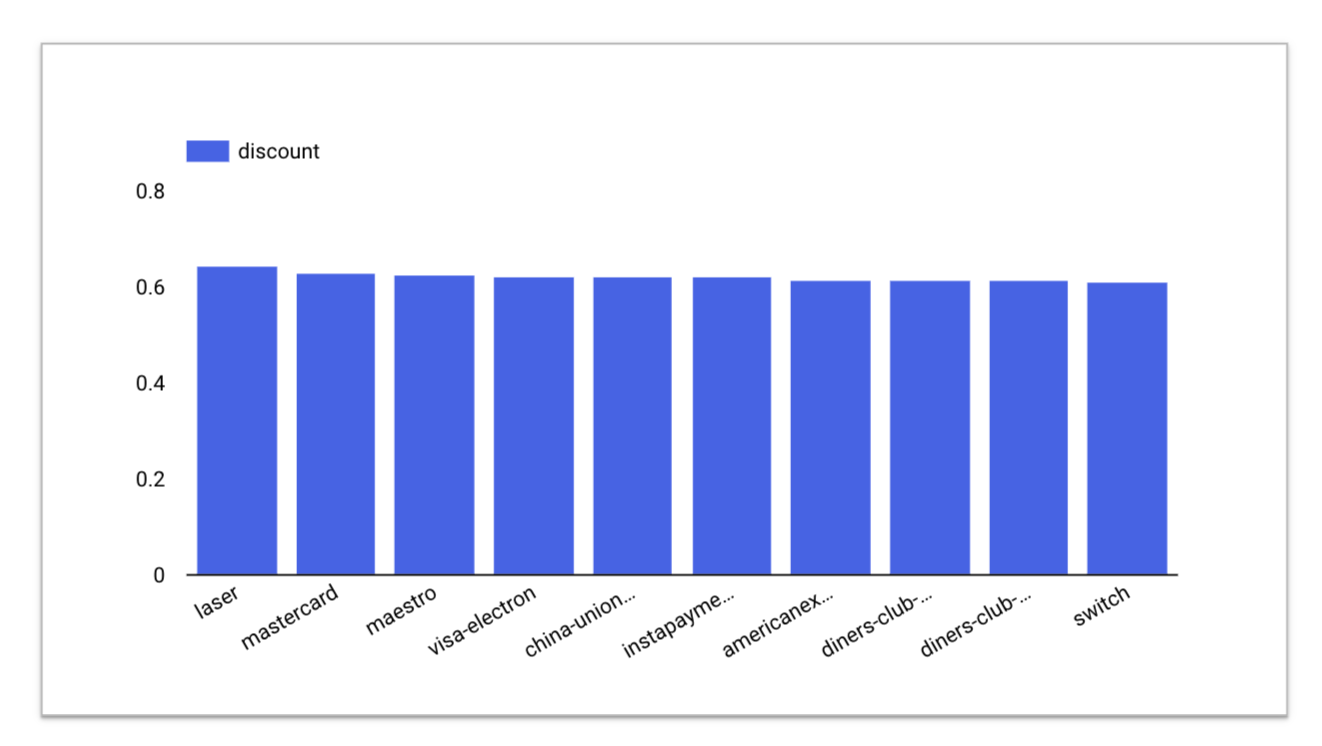 discount
0.8
0.6
0.4
0.2
0
laser
mastercard
maestro
visa-electron
china-union...
instapayme...
americanex...
diners-club-...
diners-club-...
switch